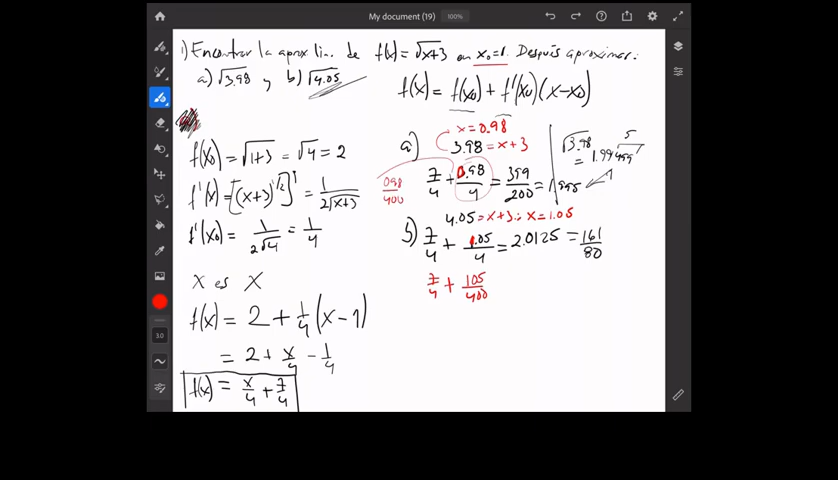 My document (19)
100%
1) Encontrar la aprox lin. de f(x) = √x+3 en x₀=1. Después aproximar:
a) √3.98 y b) √4.05
f(x) = f(x₀) + f'(x₀)(x-x₀)
f(x₀) = √1+3 = √4 = 2
f'(x) = [(x+3)^1/2]' = 1/2√x+3
f'(x₀) = 1/2√4 = 1/4
x es x
f(x) = 2 + 1/4 (x-1)
= 2 + x/4 - 1/4
f(x) = x/4 + 7/4
x = 0.98
a) 3.98 = x+3
7/4 + 0.98/4 = 399/200 = 1.995
098/400
√3.98
= 1.99499
5
4.05 = x+3 ∴ x = 1.05
b) 7/4 + 1.05/4 = 2.0125 = 161/80
7/4 + 105/400
30